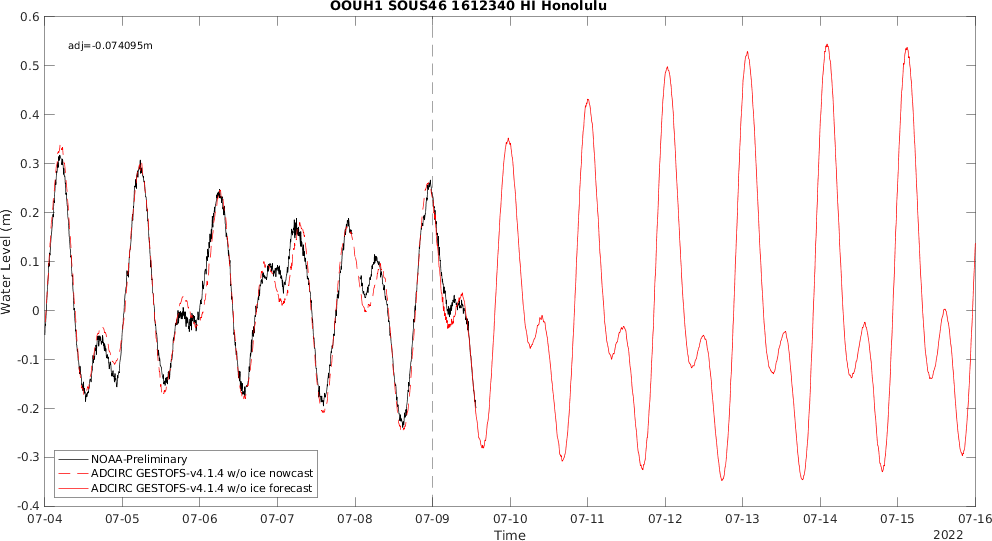 OOUH1 SOUS46 1612340 HI Honolulu
adj=-0.074095m
0.6
0.5
0.4
0.3
0.2
0.1
0
-0.1
-0.2
-0.3
-0.4
Water Level (m)
NOAA-Preliminary
ADCIRC GESTOFS-v4.1.4 w/o ice nowcast
ADCIRC GESTOFS-v4.1.4 w/o ice forecast
07-04 07-05 07-06 07-07 07-08 07-09 07-10 07-11 07-12 07-13 07-14 07-15 07-16
Time
2022